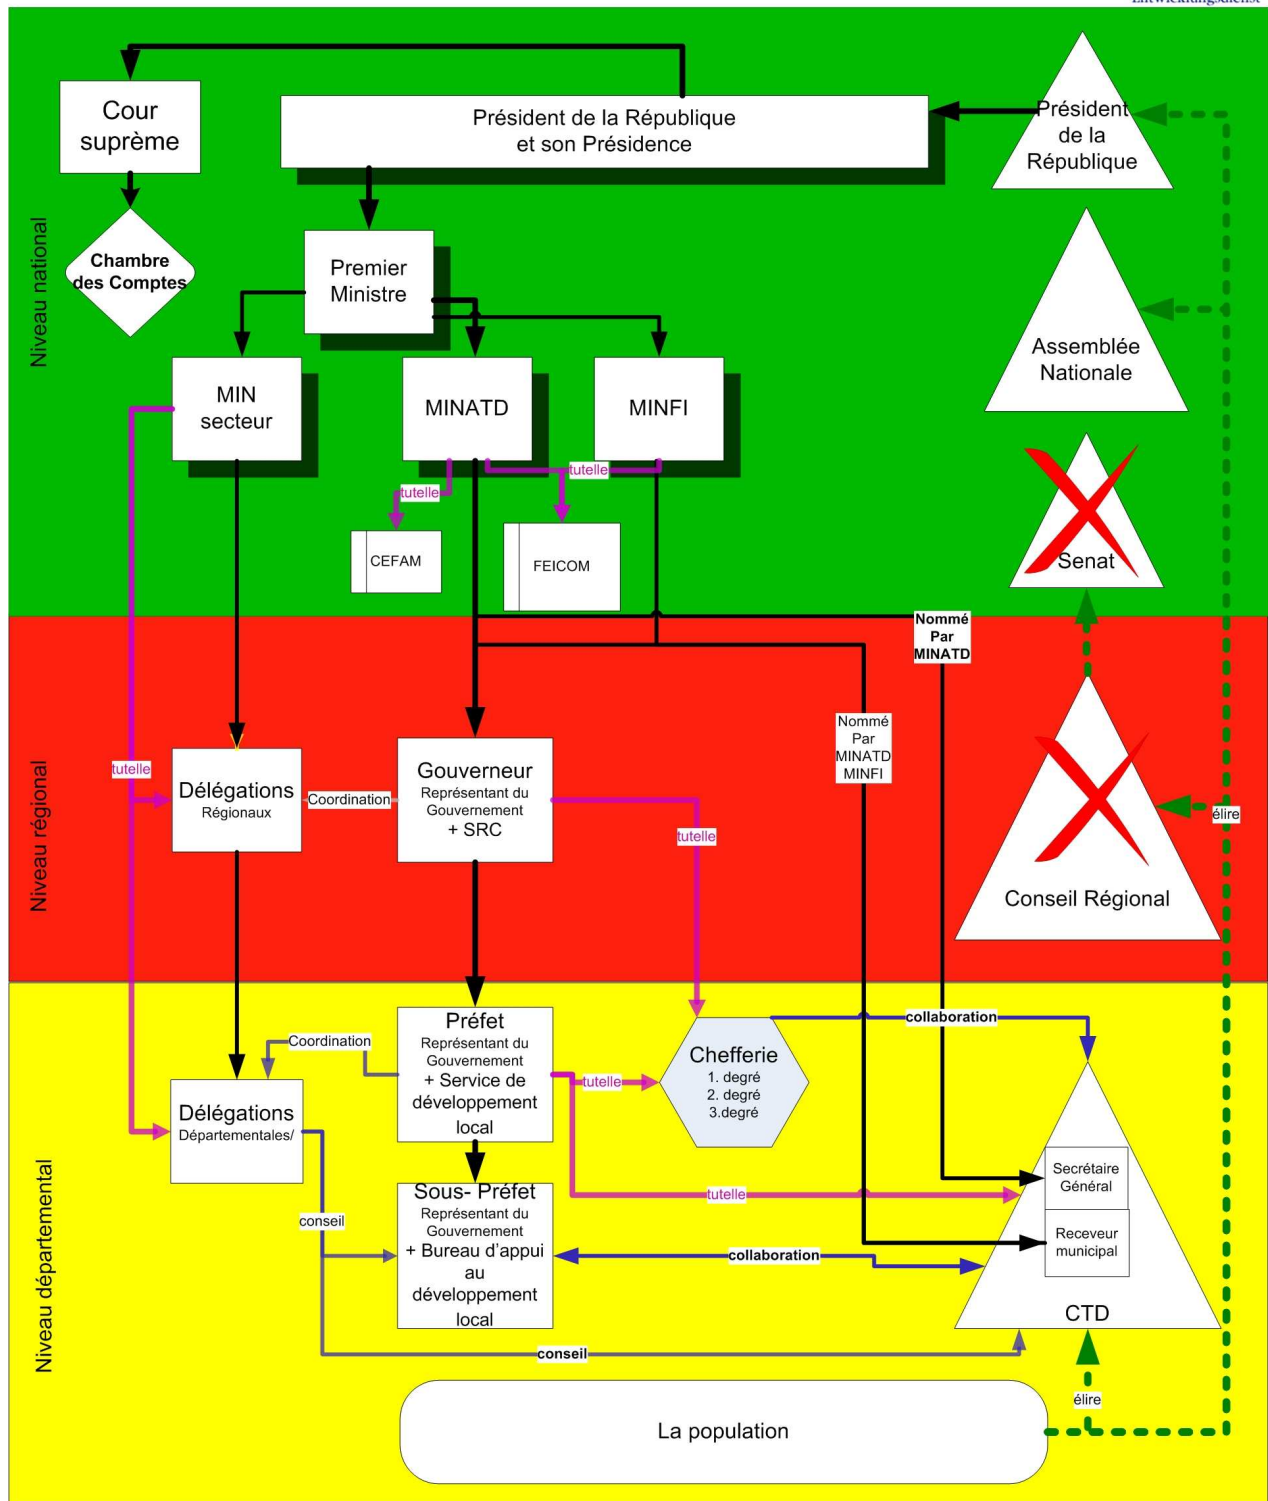 Entwicklungsdienst
Niveau national
Cour
suprème
Chambre
des Comptes
Président de la République
et son Présidence
Président
de la
République
Premier
Ministre
Assemblée
Nationale
MIN
secteur
MINATD
MINFI
tutelle
tutelle
CEFAM
FEICOM
Senat
Niveau régional
Nommé
Par
MINATD
Nommé
Par
MINATD
MINFI
tutelle
Délégations
Régionaux
Coordination
Gouverneur
Représentant du
Gouvernement
+ SRC
tutelle
élire
Conseil Régional
Niveau départemental
Préfet
Représentant du
Gouvernement
+ Service de
développement
local
Coordination
Délégations
Départementales/
tutelle
Chefferie
1. degré
2. degré
3.degré
collaboration
Sous- Préfet
Représentant du
Gouvernement
+ Bureau d'appui
au
développement
local
conseil
tutelle
collaboration
Secrétaire
Général
Receveur
municipal
CTD
conseil
élire
La population